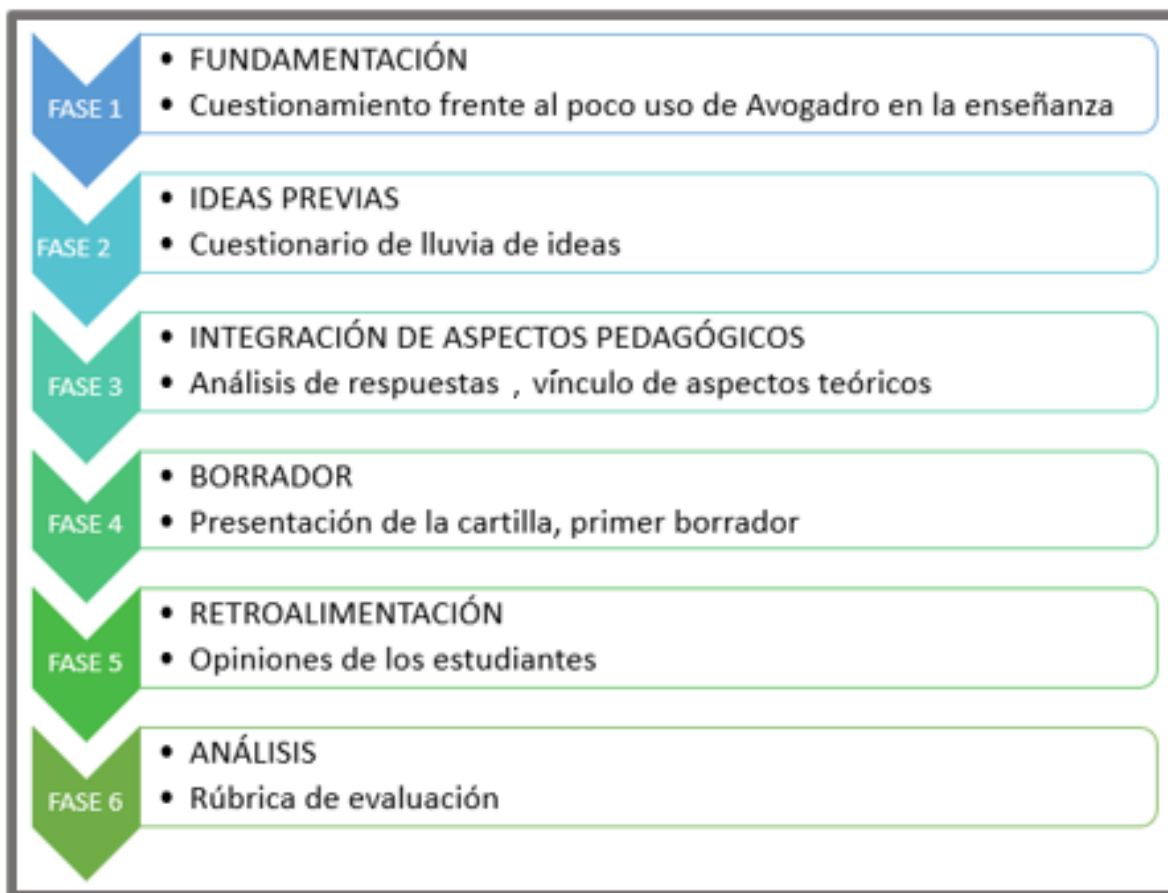 FASE 1
• FUNDAMENTACIÓN
• Cuestionamiento frente al poco uso de Avogadro en la enseñanza
FASE 2
• IDEAS PREVIAS
• Cuestionario de lluvia de ideas
FASE 3
• INTEGRACIÓN DE ASPECTOS PEDAGÓGICOS
• Análisis de respuestas , vínculo de aspectos teóricos
FASE 4
• BORRADOR
• Presentación de la cartilla, primer borrador
FASE 5
• RETROALIMENTACIÓN
• Opiniones de los estudiantes
FASE 6
• ANÁLISIS
• Rúbrica de evaluación